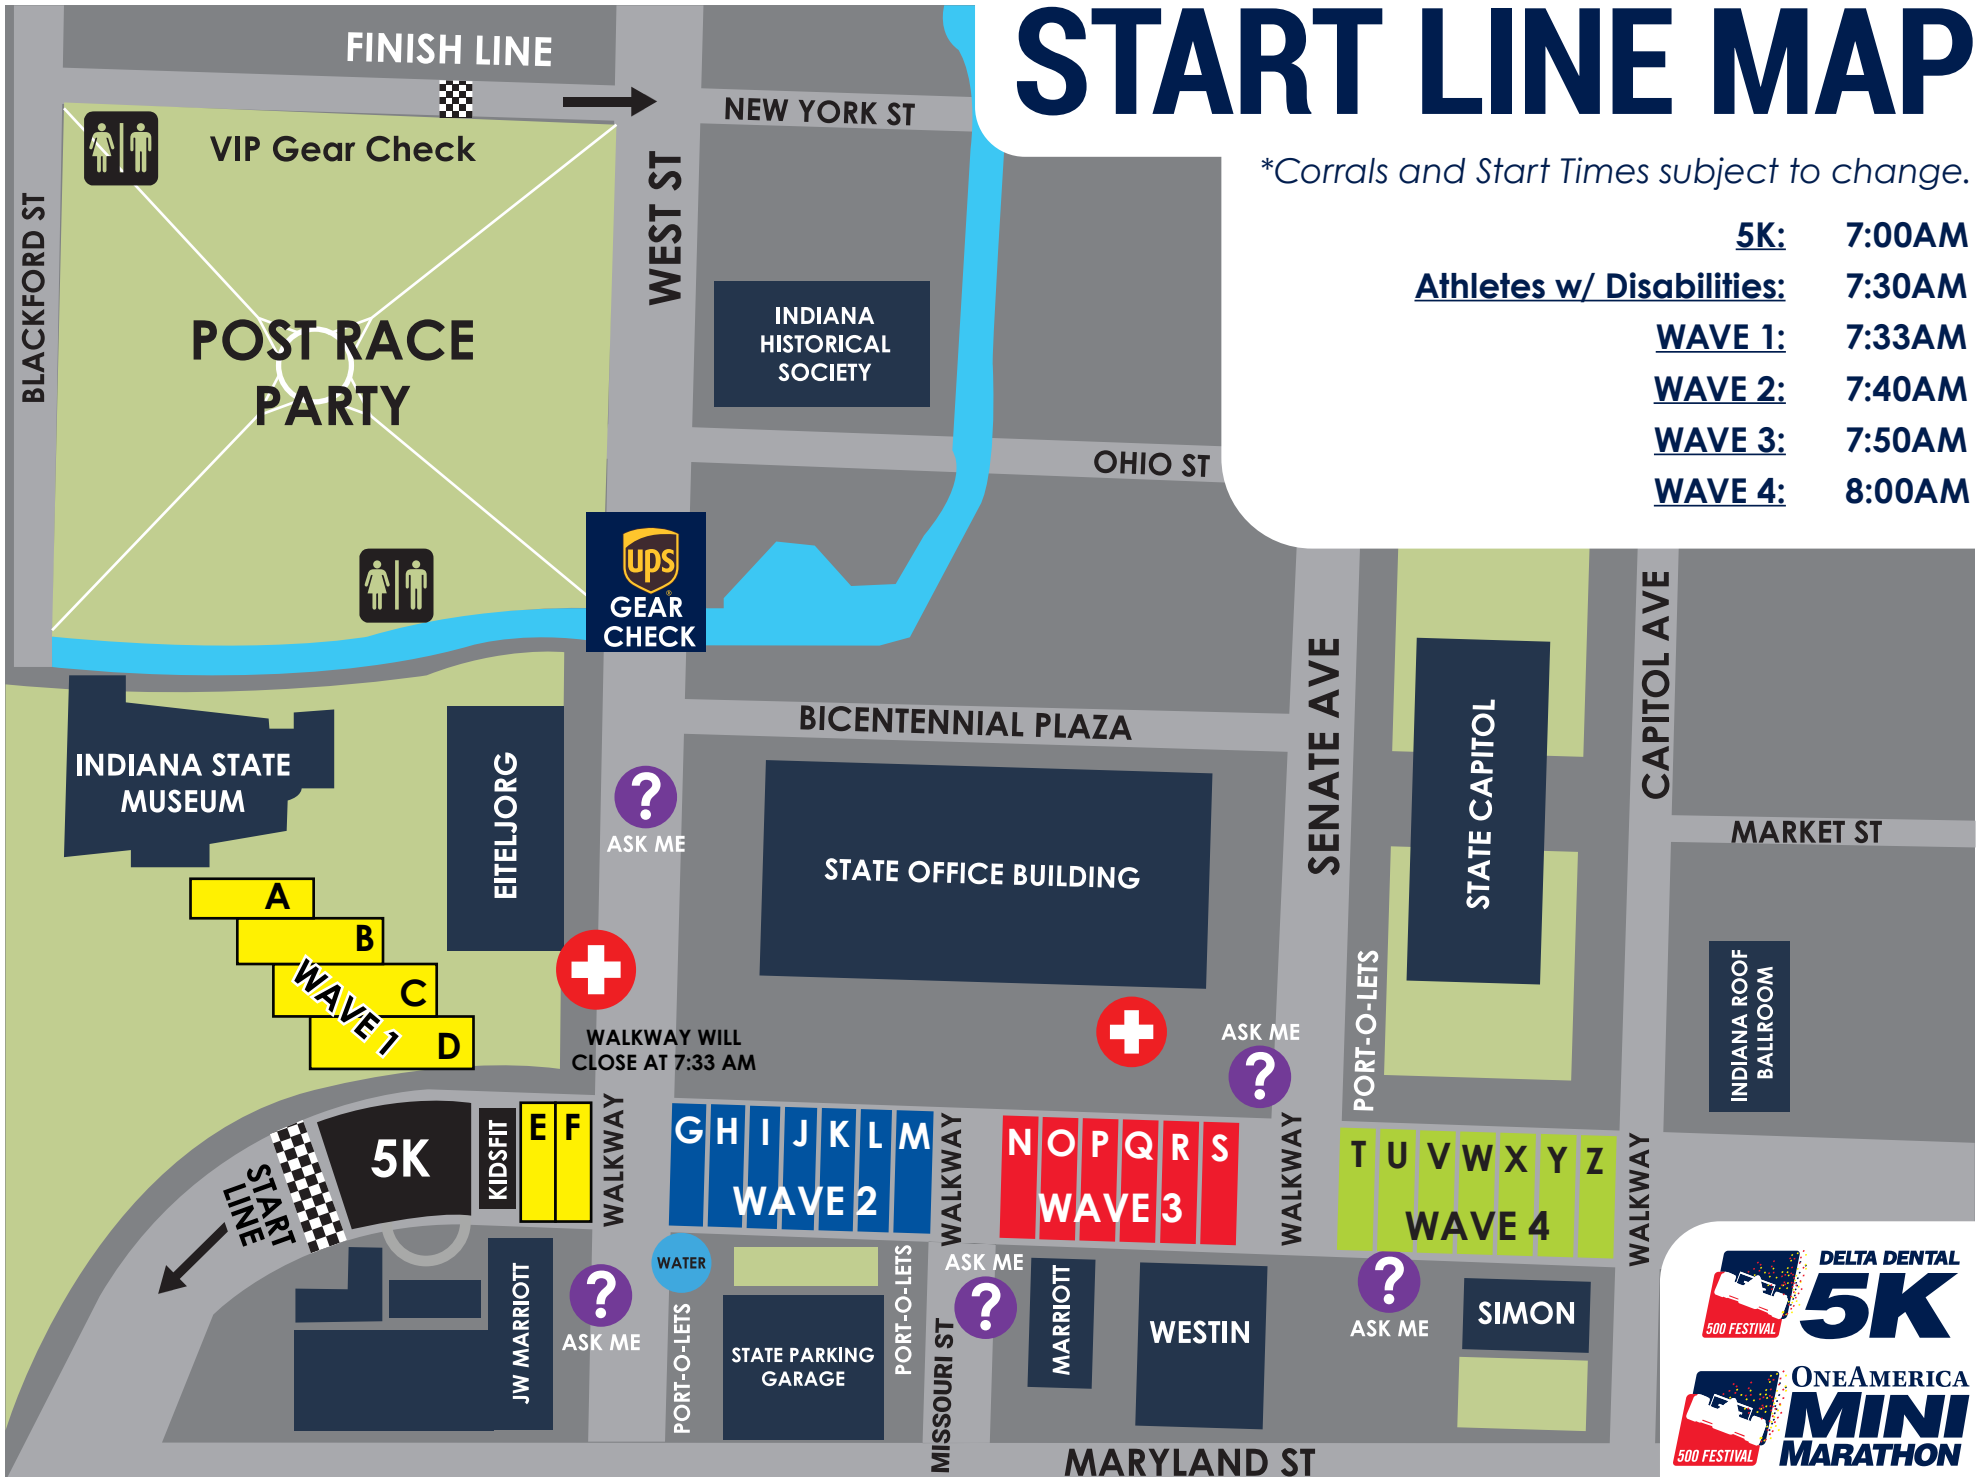 START LINE MAP
*Corrals and Start Times subject to change.
5K: 7:00AM
Athletes w/ Disabilities: 7:30AM
WAVE 1: 7:33AM
WAVE 2: 7:40AM
WAVE 3: 7:50AM
WAVE 4: 8:00AM
FINISH LINE
NEW YORK ST
VIP Gear Check
WEST ST
BLACKFORD ST
POST RACE
PARTY
INDIANA
HISTORICAL
SOCIETY
OHIO ST
ups
GEAR
CHECK
BICENTENNIAL PLAZA
SENATE AVE
CAPITOL AVE
STATE CAPITOL
MARKET ST
INDIANA STATE
MUSEUM
EITELJORG
?
ASK ME
STATE OFFICE BUILDING
A
B
C
D
WAVE 1
WALKWAY WILL
CLOSE AT 7:33 AM
ASK ME
?
PORT-O-LETS
INDIANA ROOF
BALLROOM
START
LINE
5K
KIDSFIT
E F
WALKWAY
G H I J K L M
WAVE 2
WALKWAY
N O P Q R S
WAVE 3
WALKWAY
T U V W X Y Z
WAVE 4
WALKWAY
JW MARRIOTT
?
ASK ME
WATER
PORT-O-LETS
STATE PARKING
GARAGE
PORT-O-LETS
MISSOURI ST
ASK ME
?
MARRIOTT
WESTIN
?
ASK ME
SIMON
MARYLAND ST
500 FESTIVAL
DELTA DENTAL
5K
500 FESTIVAL
ONEAMERICA
MINI
MARATHON